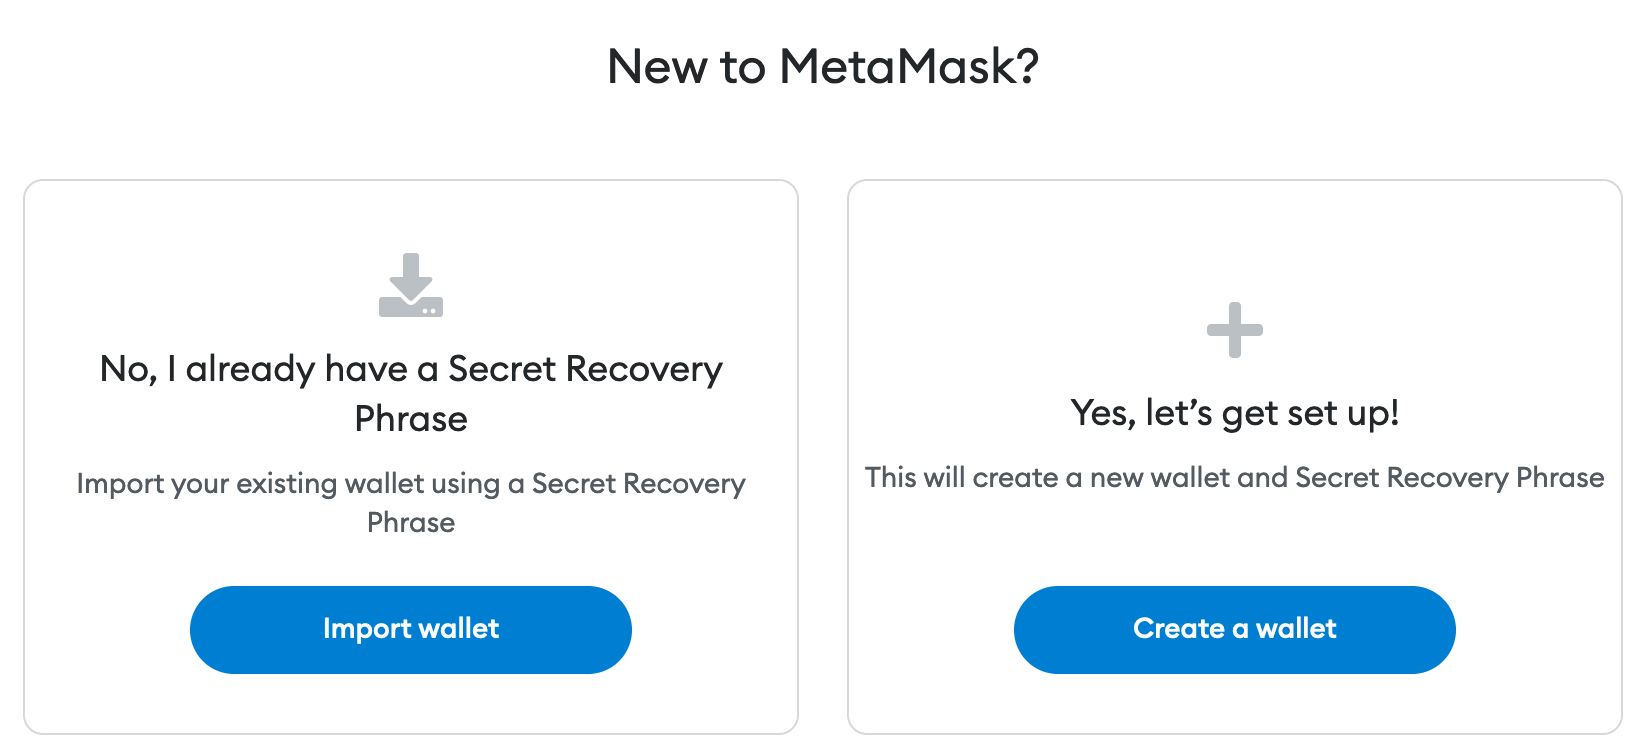 New to MetaMask?
No, I already have a Secret Recovery
Phrase
Import your existing wallet using a Secret Recovery
Phrase
Import wallet
Yes, let’s get set up!
This will create a new wallet and Secret Recovery Phrase
Create a wallet